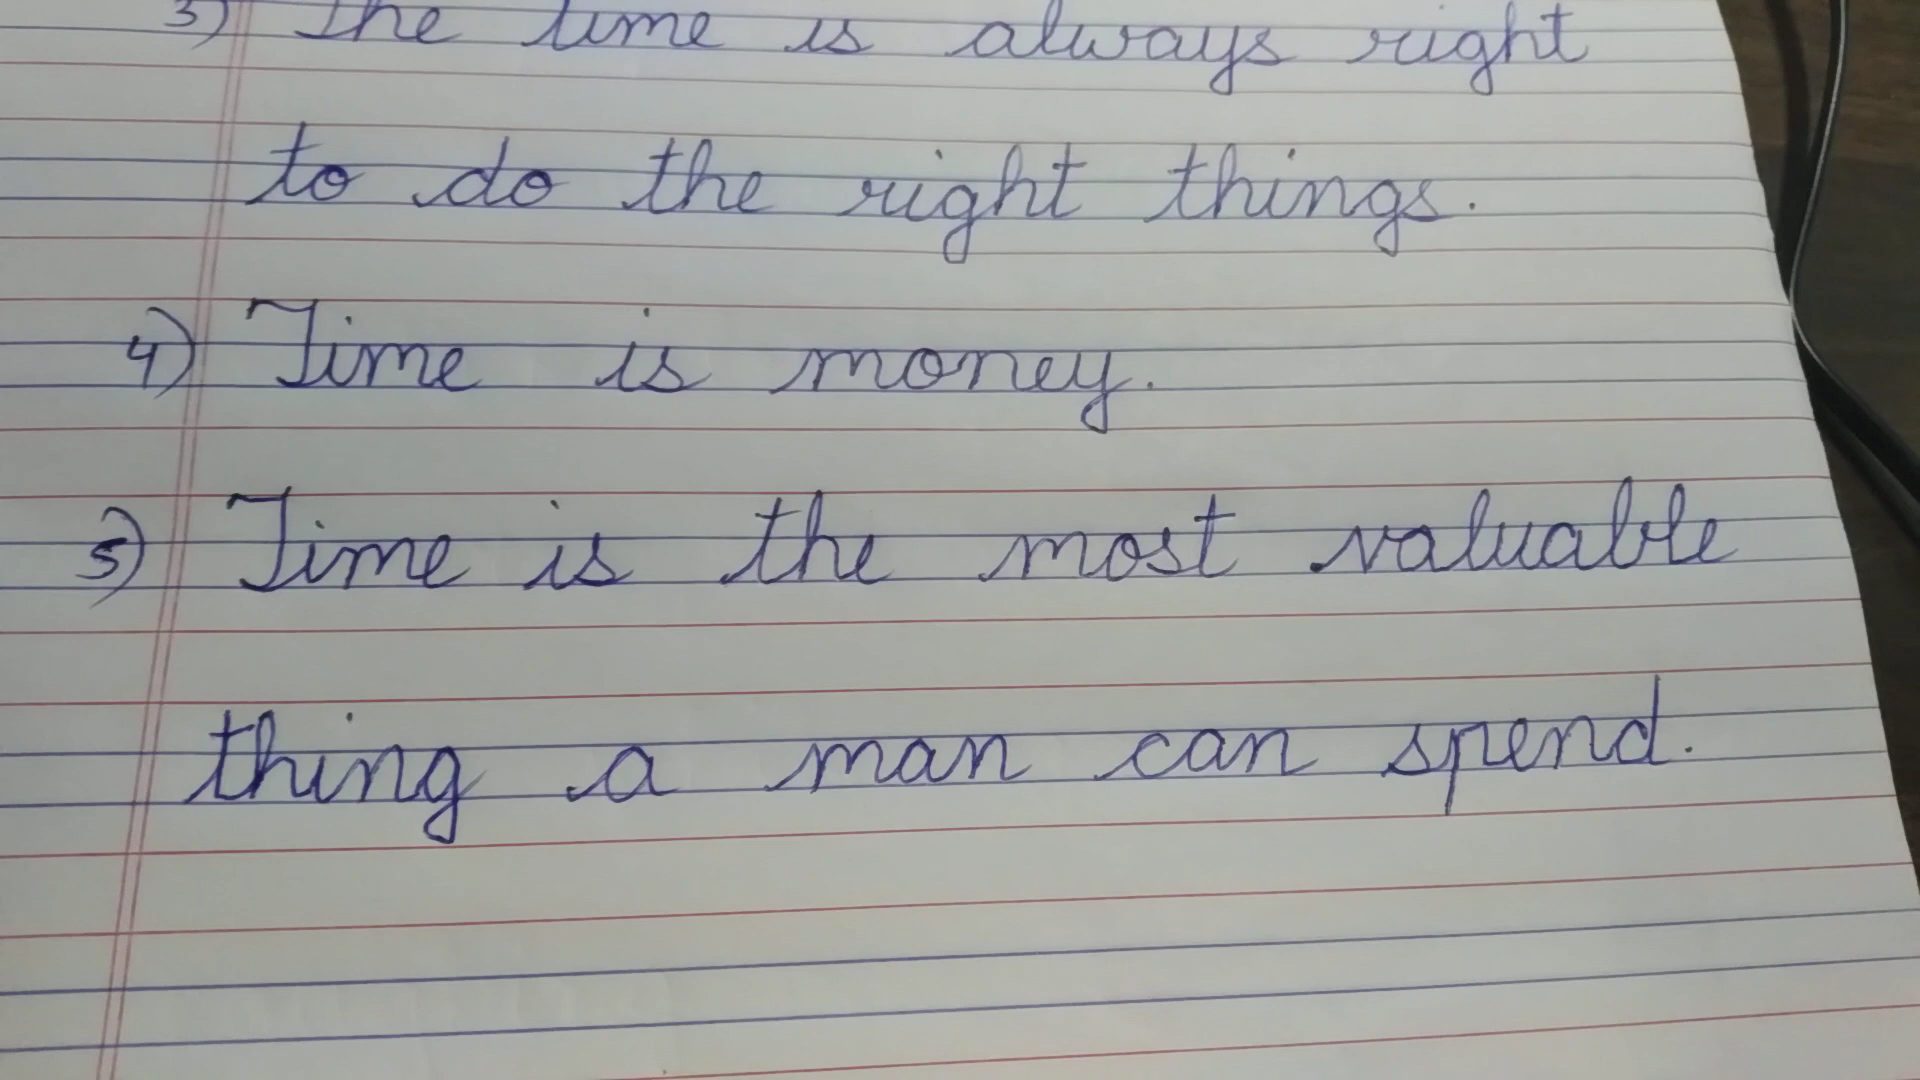 3) The time is always right
to do the right things.
4) Time is money.
5) Time is the most valuable
thing a man can spend.